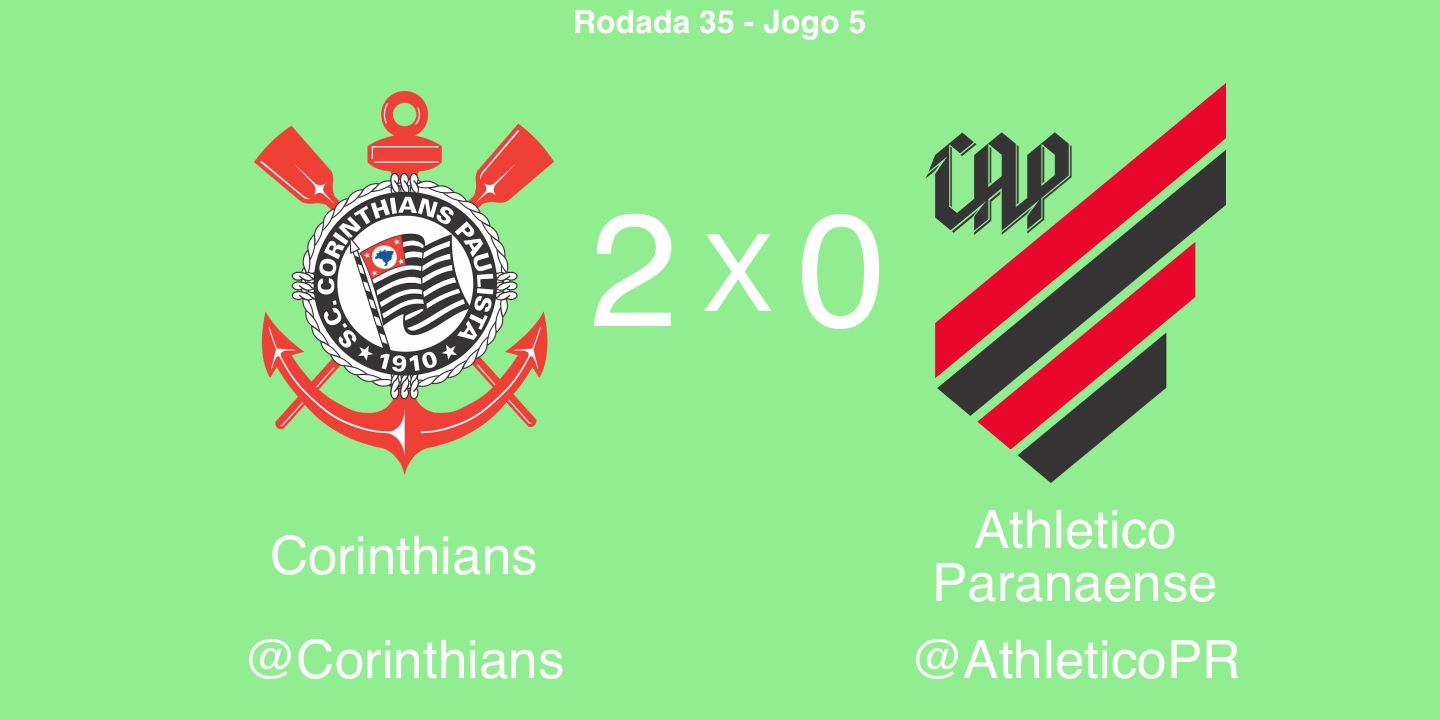 Rodada 35 - Jogo 5
CAP
S.C. CORINTHIANS PAULISTA
1910
2 x 0
Corinthians
Athletico
Paranaense
@Corinthians
@AthleticoPR